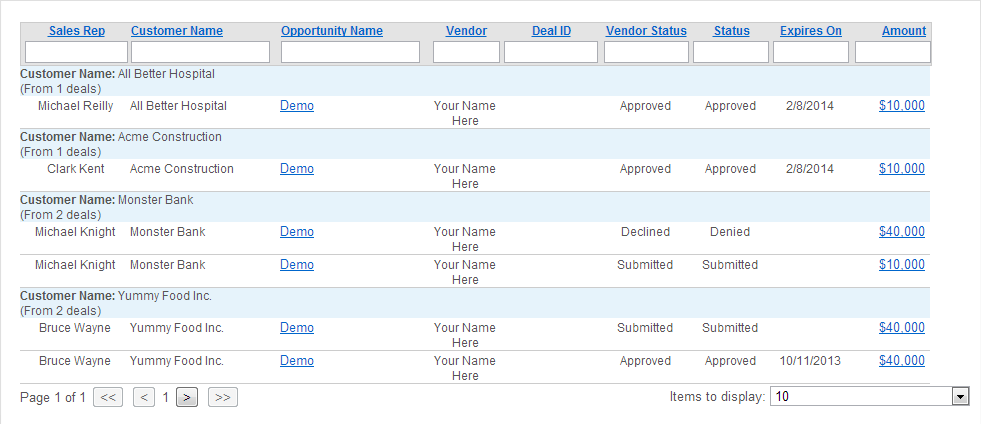 Sales Rep Customer Name Opportunity Name Vendor Deal ID Vendor Status Status Expires On Amount
Customer Name: All Better Hospital
(From 1 deals)
Michael Reilly All Better Hospital Demo Your Name Approved Approved 2/8/2014 $10,000
Here
Customer Name: Acme Construction
(From 1 deals)
Clark Kent Acme Construction Demo Your Name Approved Approved 2/8/2014 $10,000
Here
Customer Name: Monster Bank
(From 2 deals)
Michael Knight Monster Bank Demo Your Name Declined Denied $40,000
Here
Michael Knight Monster Bank Demo Your Name Submitted Submitted $10,000
Here
Customer Name: Yummy Food Inc.
(From 2 deals)
Bruce Wayne Yummy Food Inc. Demo Your Name Submitted Submitted $40,000
Here
Bruce Wayne Yummy Food Inc. Demo Your Name Approved Approved 10/11/2013 $40,000
Here
Page 1 of 1 << < 1 > >> Items to display: 10